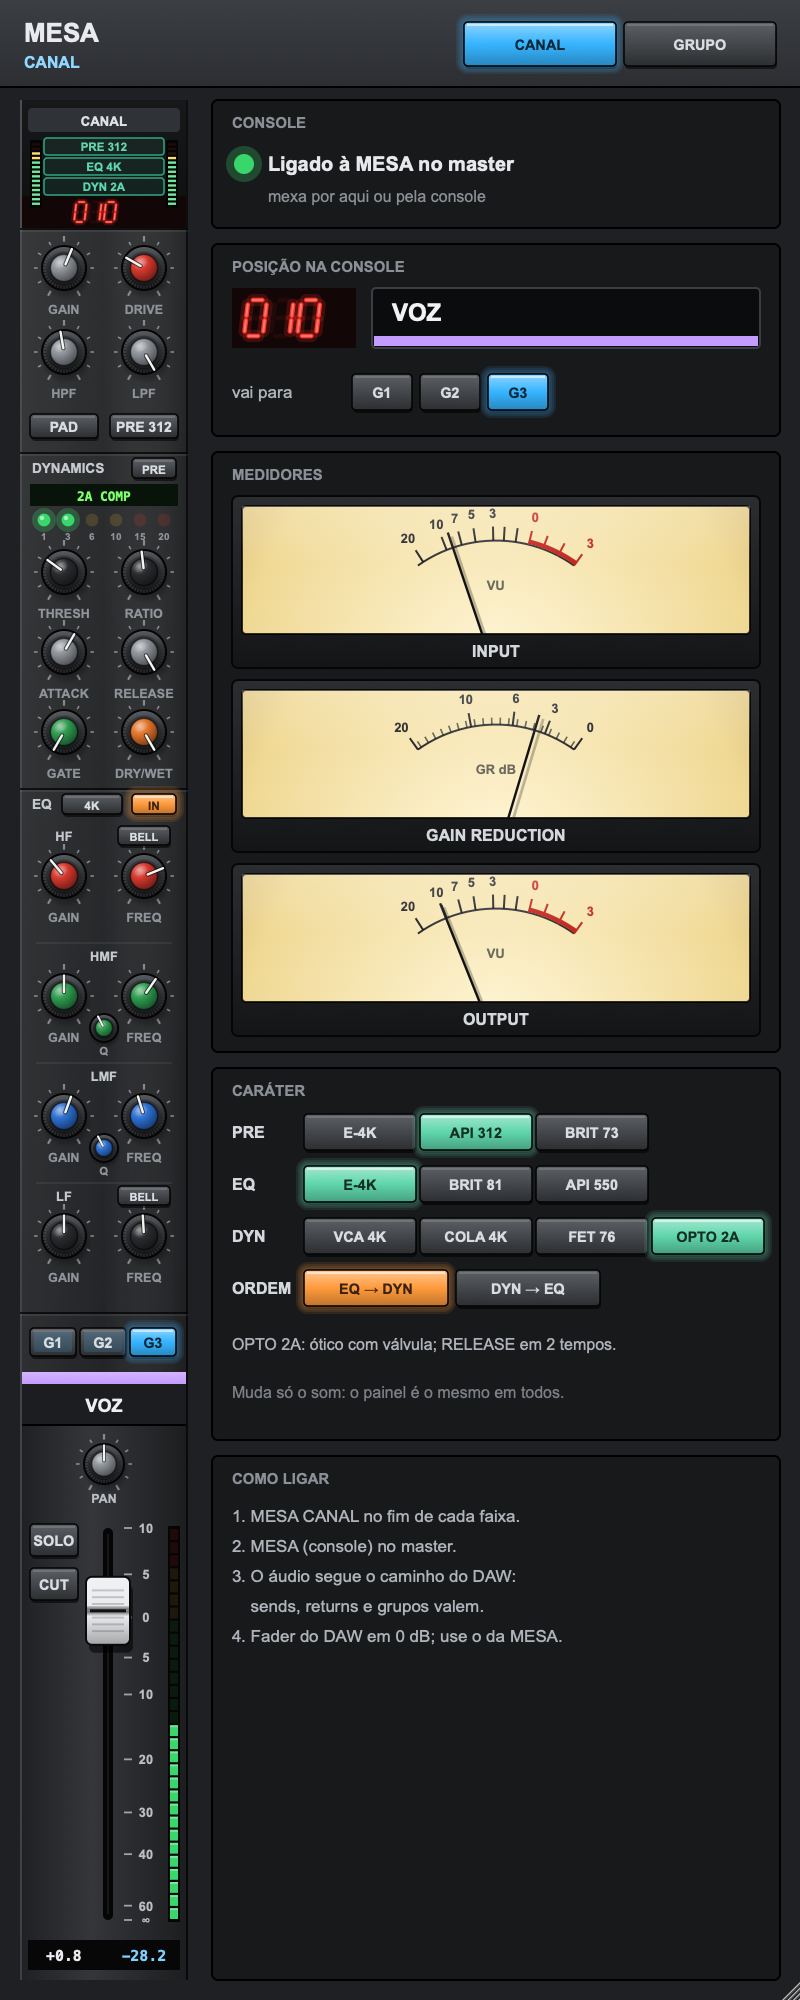 MESA
CANAL
CANAL
GRUPO
CANAL
PRE 312
EQ 4K
DYN 2A
010
GAIN
DRIVE
HPF
LPF
PAD
PRE 312
DYNAMICS
PRE
2A COMP
1 3 6 10 15 20
THRESH
RATIO
ATTACK
RELEASE
GATE
DRY/WET
EQ
4K
IN
HF
BELL
GAIN
FREQ
HMF
GAIN
FREQ
Q
LMF
GAIN
FREQ
Q
LF
BELL
GAIN
FREQ
G1
G2
G3
VOZ
PAN
SOLO
CUT
10
5
0
5
10
20
30
40
60
∞
+0.8
−28.2
CONSOLE
Ligado à MESA no master
mexa por aqui ou pela console
POSIÇÃO NA CONSOLE
010
VOZ
vai para
G1
G2
G3
MEDIDORES
20 10 7 5 3 0 3
VU
INPUT
20 10 6 3 0
GR dB
GAIN REDUCTION
20 10 7 5 3 0 3
VU
OUTPUT
CARÁTER
PRE
E-4K
API 312
BRIT 73
EQ
E-4K
BRIT 81
API 550
DYN
VCA 4K
COLA 4K
FET 76
OPTO 2A
ORDEM
EQ → DYN
DYN → EQ
OPTO 2A: ótico com válvula; RELEASE em 2 tempos.
Muda só o som: o painel é o mesmo em todos.
COMO LIGAR
1. MESA CANAL no fim de cada faixa.
2. MESA (console) no master.
3. O áudio segue o caminho do DAW:
sends, returns e grupos valem.
4. Fader do DAW em 0 dB; use o da MESA.